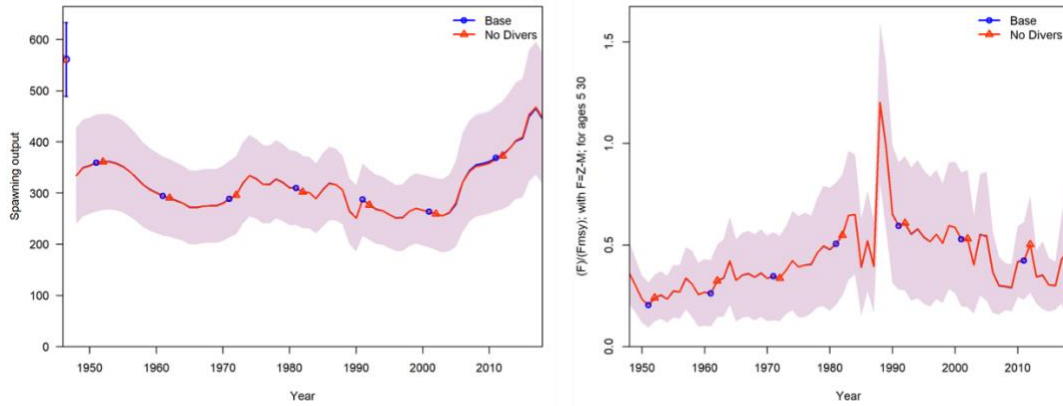 Base
No Divers
600
500
400
300
200
100
0
Spawning output
1950 1960 1970 1980 1990 2000 2010
Year
Base
No Divers
1.5
1.0
0.5
0.0
(F)/(Fmsy); with F=Z-M; for ages 5 30
1950 1960 1970 1980 1990 2000 2010
Year